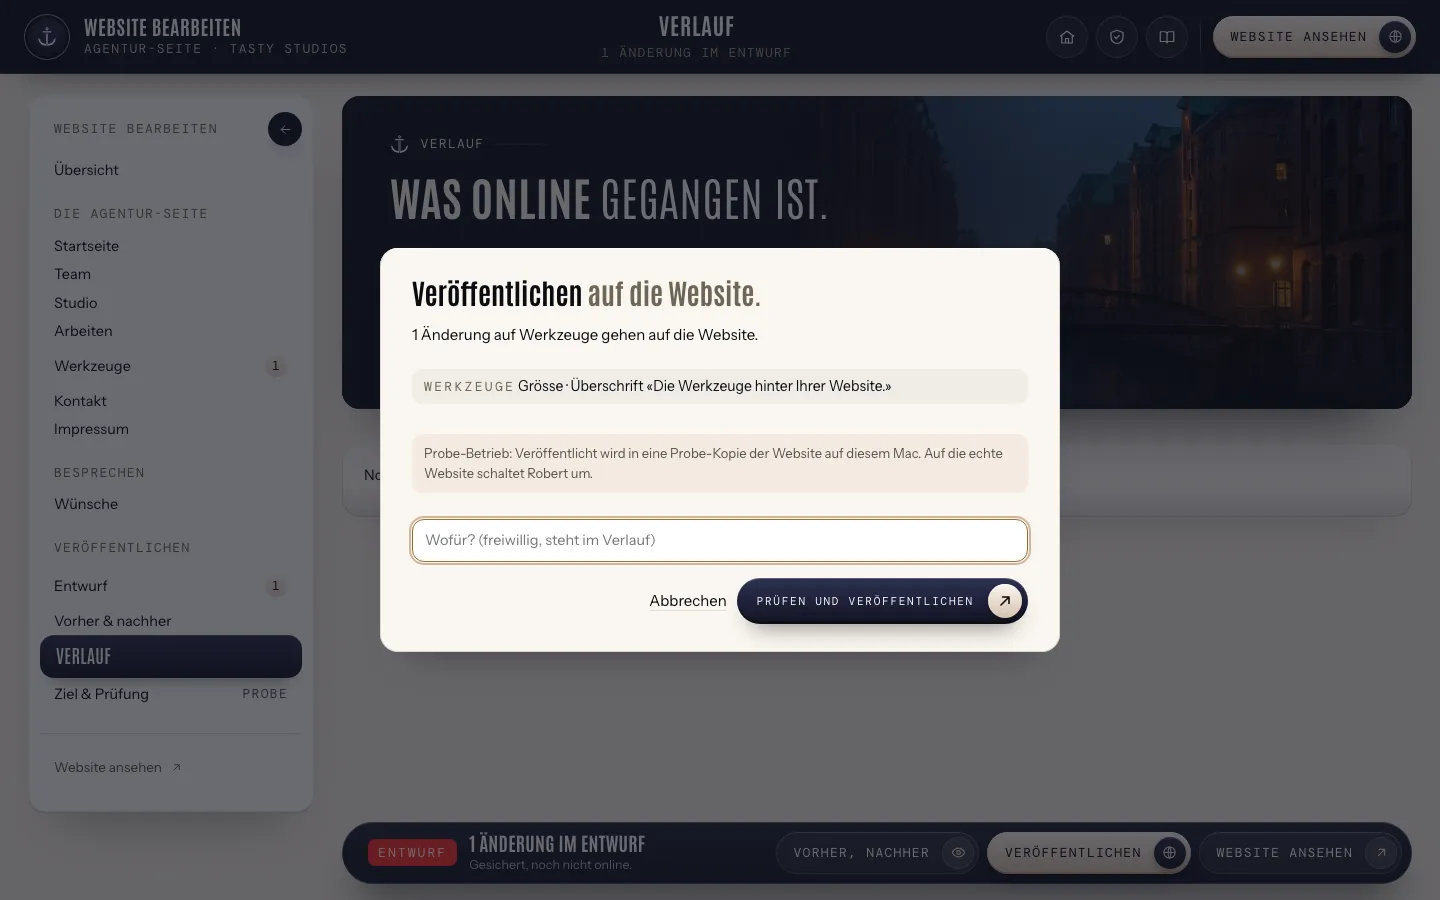 WEBSITE BEARBEITEN
AGENTUR-SEITE · TASTY STUDIOS
VERLAUF
1 ÄNDERUNG IM ENTWURF
WEBSITE ANSEHEN
WEBSITE BEARBEITEN
Übersicht
DIE AGENTUR-SEITE
Startseite
Team
Studio
Arbeiten
Werkzeuge 1
Kontakt
Impressum
BESPRECHEN
Wünsche
VERÖFFENTLICHEN
Entwurf 1
Vorher & nachher
VERLAUF
Ziel & Prüfung PROBE
Website ansehen ↗
VERLAUF
WAS ONLINE GEGANGEN IST.
Veröffentlichen auf die Website.
1 Änderung auf Werkzeuge gehen auf die Website.
WERKZEUGE Grösse · Überschrift «Die Werkzeuge hinter Ihrer Website.»
Probe-Betrieb: Veröffentlicht wird in eine Probe-Kopie der Website auf diesem Mac. Auf die echte
Website schaltet Robert um.
Wofür? (freiwillig, steht im Verlauf)
Abbrechen
PRÜFEN UND VERÖFFENTLICHEN
ENTWURF
1 ÄNDERUNG IM ENTWURF
Gesichert, noch nicht online.
VORHER, NACHHER
VERÖFFENTLICHEN
WEBSITE ANSEHEN